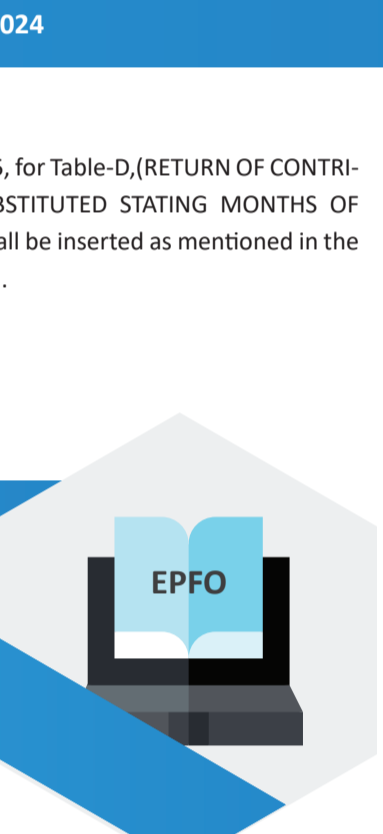 024
, for Table-D,(RETURN OF CONTRI-
BSTITUTED STATING MONTHS OF
all be inserted as mentioned in the
.
EPFO